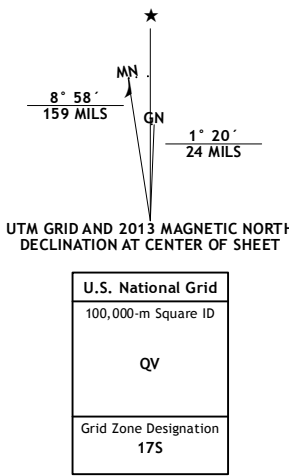 ★
MN
GN
8° 58´
159 MILS
1° 20´
24 MILS
UTM GRID AND 2013 MAGNETIC NORTH
DECLINATION AT CENTER OF SHEET
U.S. National Grid
100,000-m Square ID
QV
Grid Zone Designation
17S